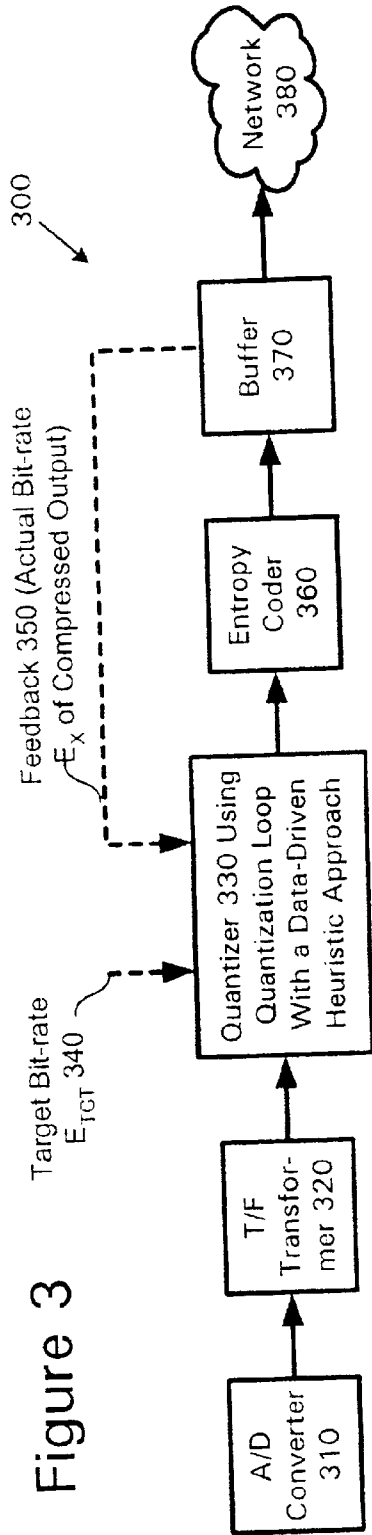 Figure 3
300
Target Bit-rate
E_TCT 340
Feedback 350 (Actual Bit-rate
E_X of Compressed Output)
A/D
Converter
310
T/F
Transfor-
mer 320
Quantizer 330 Using
Quantization Loop
With a Data-Driven
Heuristic Approach
Entropy
Coder
360
Buffer
370
Network
380